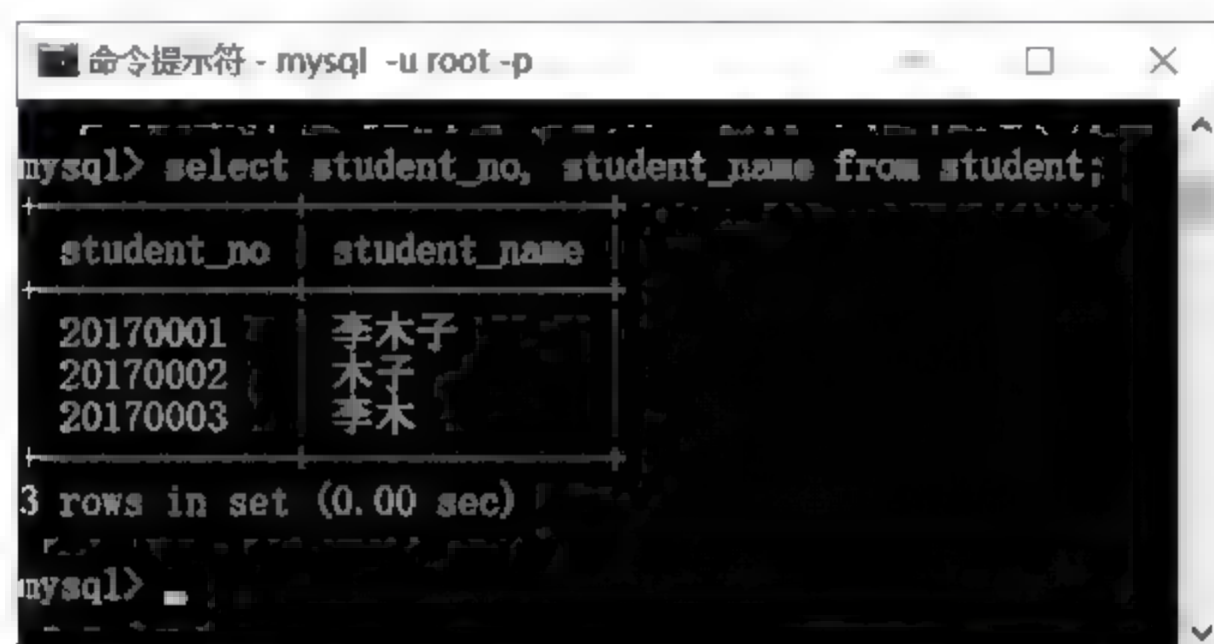 命令提示符 - mysql -u root -p
mysql> select student_no, student_name from student;
student_no | student_name
20170001 | 李木子
20170002 | 木子
20170003 | 李木
3 rows in set (0.00 sec)
mysql>